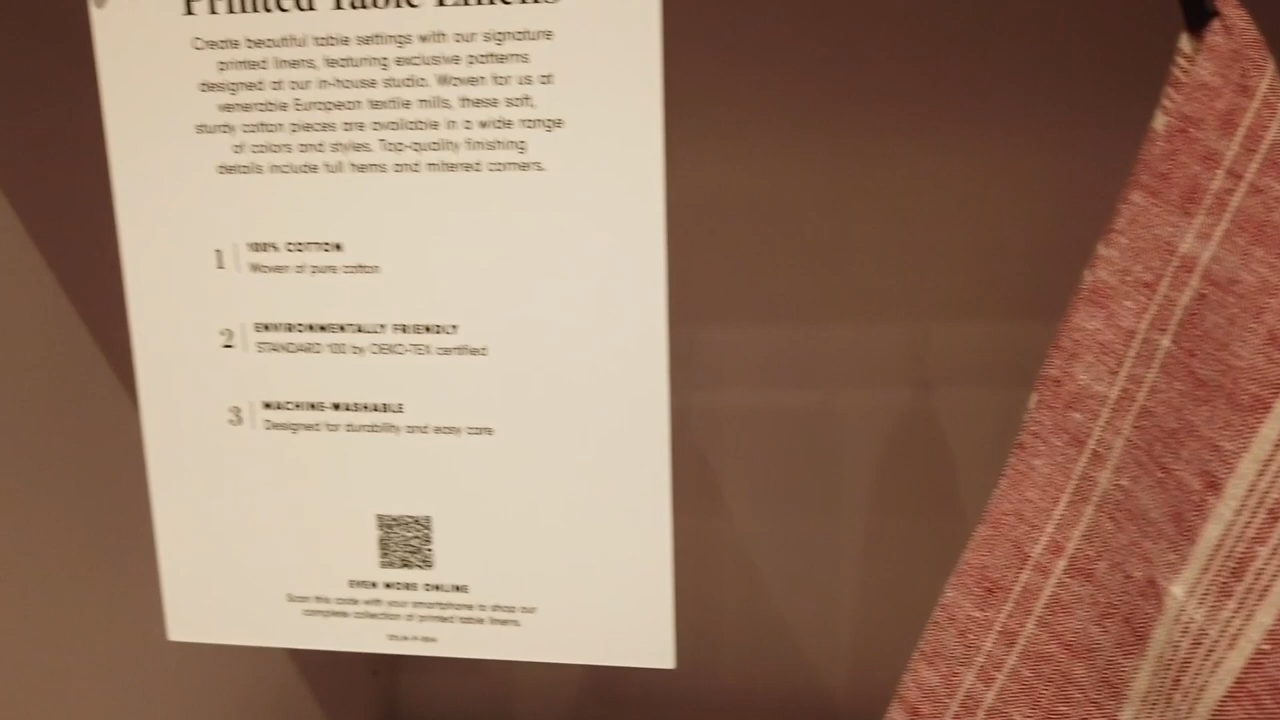 Printed Table Linens
Create beautiful table settings with our signature
printed linens, featuring exclusive patterns
designed at our in-house studio. Woven for us at
venerable European textile mills, these soft,
sturdy cotton pieces are available in a wide range
of colors and styles. Top-quality finishing
details include full hems and mitered corners.
1
100% COTTON
Woven of pure cotton
2
ENVIRONMENTALLY FRIENDLY
STANDARD 100 by OEKO-TEX certified
3
MACHINE-WASHABLE
Designed for durability and easy care
EVEN MORE ONLINE
Scan this code with your smartphone to shop our
complete collection of printed table linens.